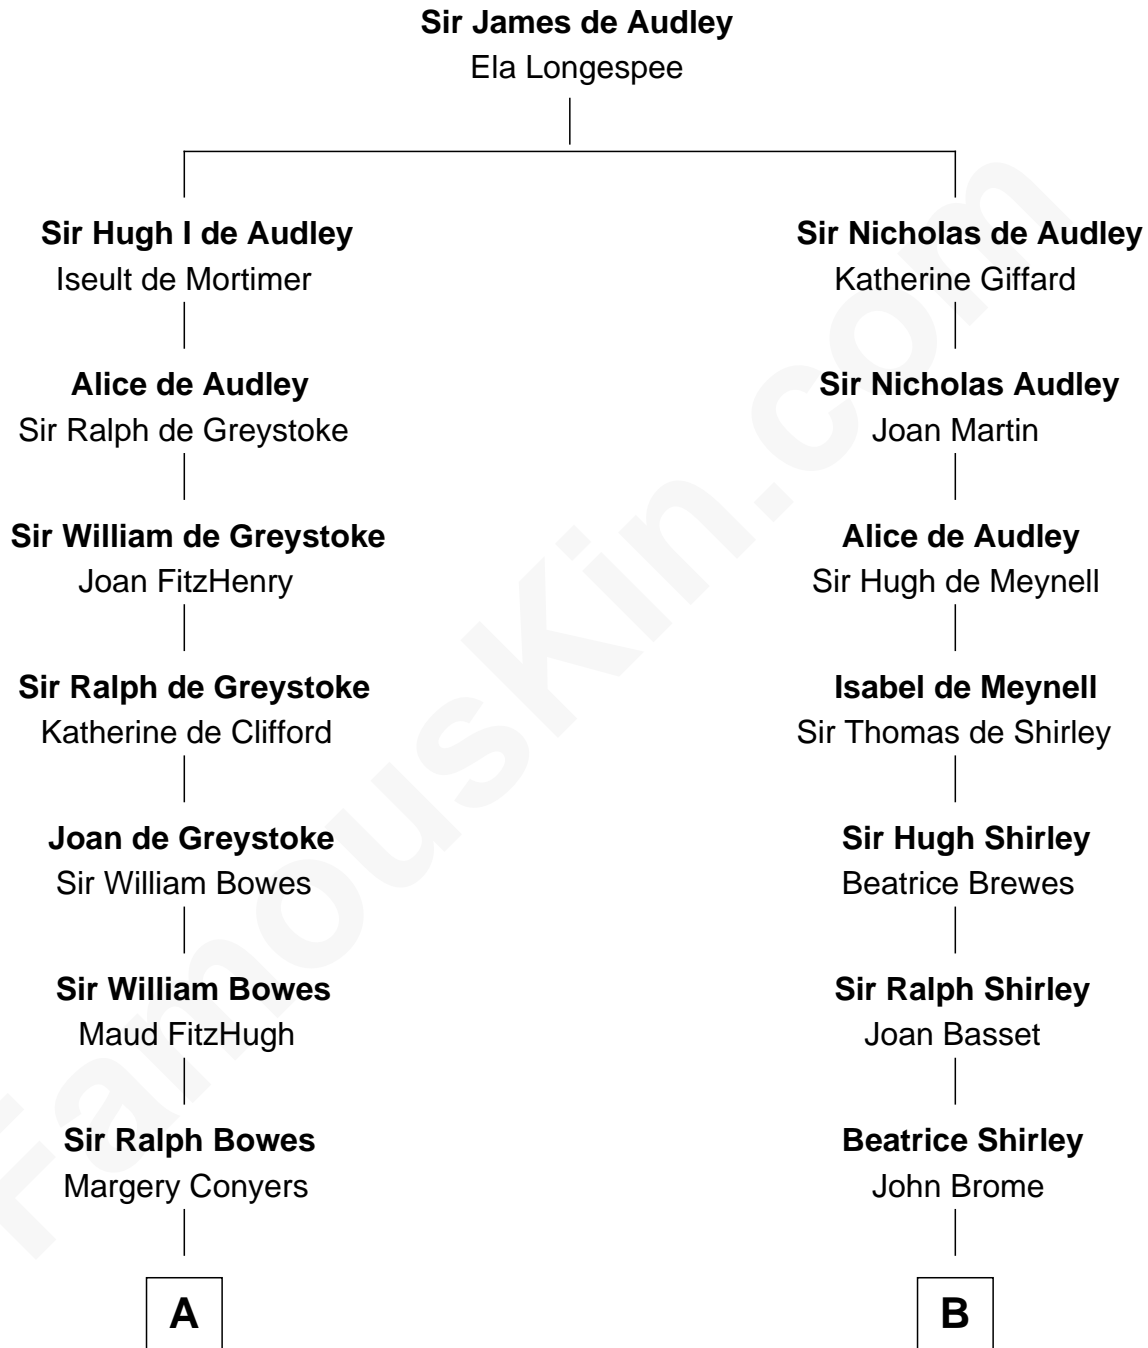 Sir James de Audley
Ela Longespee
Sir Hugh I de Audley
Iseult de Mortimer
Sir Nicholas de Audley
Katherine Giffard
Alice de Audley
Sir Ralph de Greystoke
Sir Nicholas Audley
Joan Martin
Sir William de Greystoke
Joan FitzHenry
Alice de Audley
Sir Hugh de Meynell
Sir Ralph de Greystoke
Katherine de Clifford
Isabel de Meynell
Sir Thomas de Shirley
Joan de Greystoke
Sir William Bowes
Sir Hugh Shirley
Beatrice Brewes
Sir William Bowes
Maud FitzHugh
Sir Ralph Shirley
Joan Basset
Sir Ralph Bowes
Margery Conyers
Beatrice Shirley
John Brome
A
B
FamousKin.com